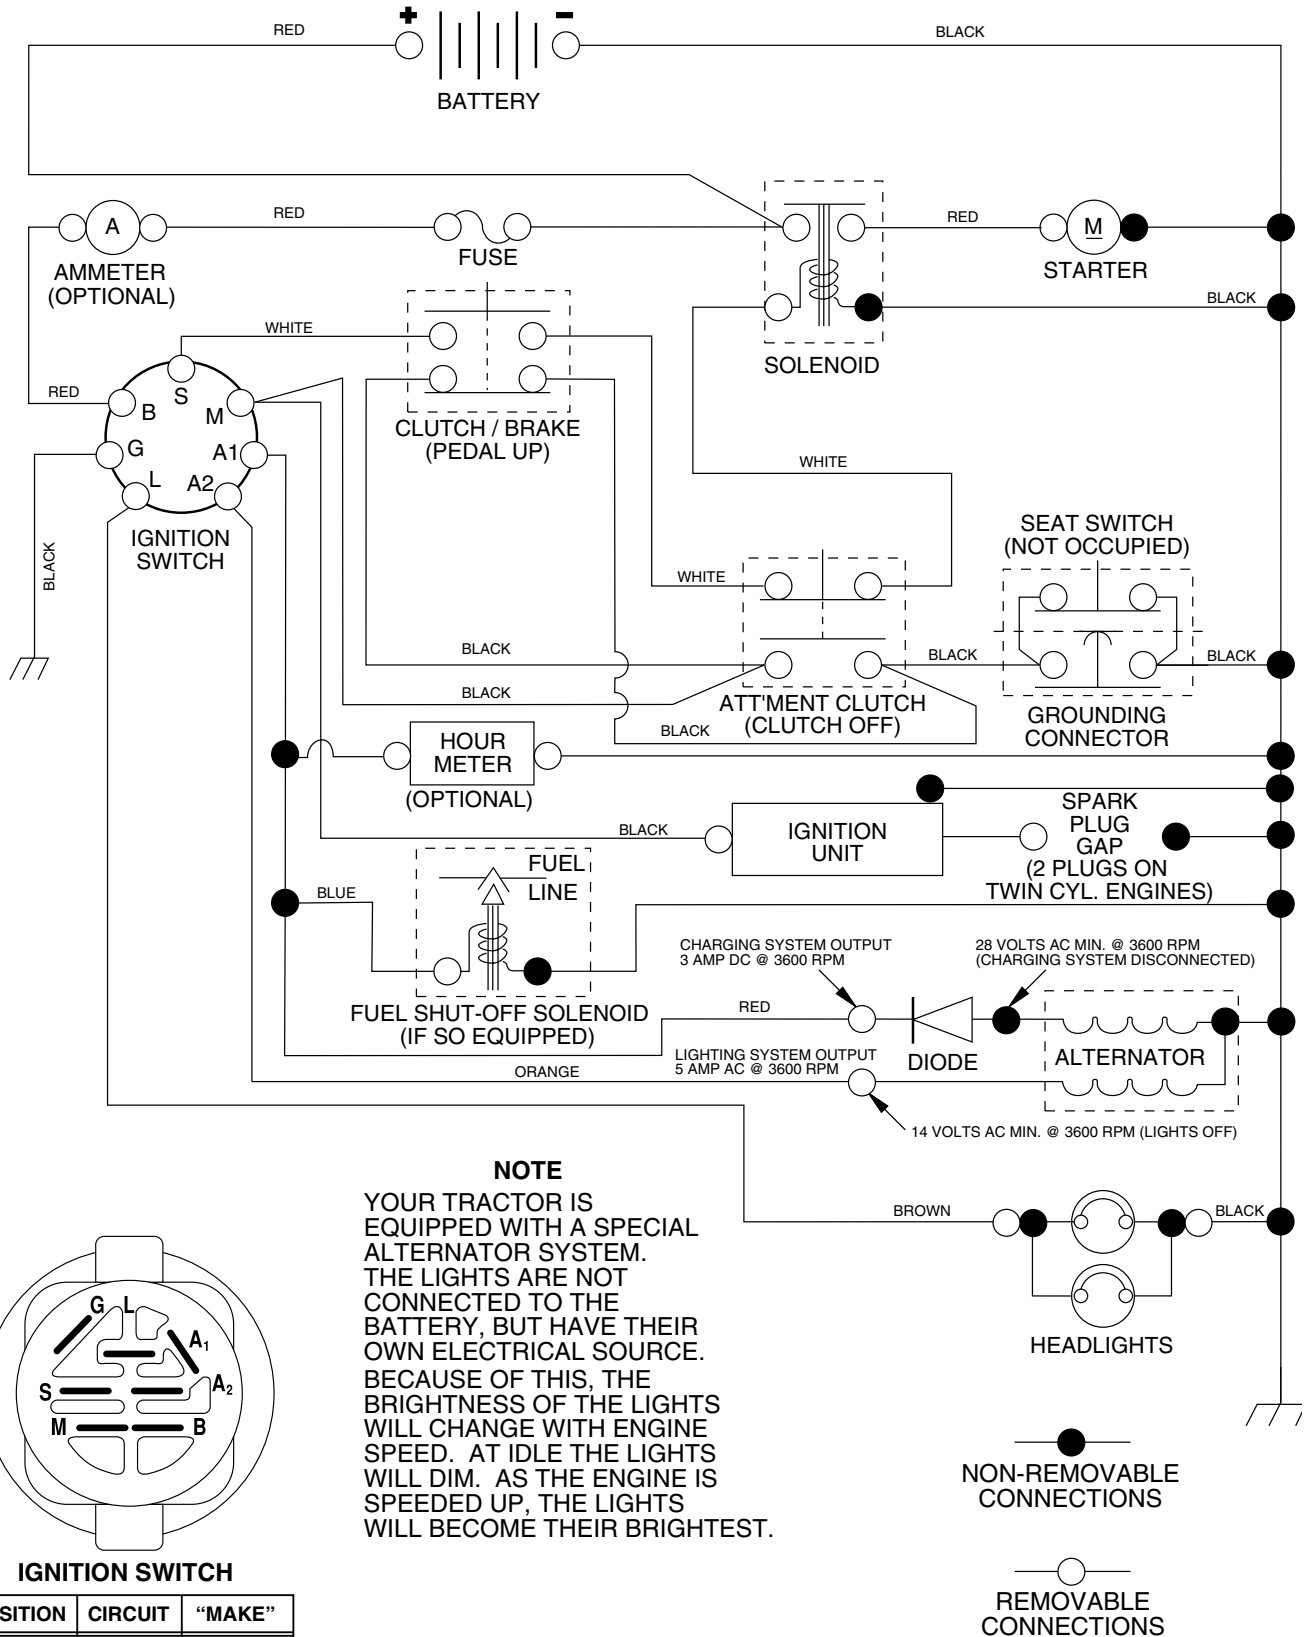 + −
RED
BLACK
BATTERY
RED
A
AMMETER
(OPTIONAL)
FUSE
SOLENOID
RED
M
STARTER
BLACK
WHITE
RED
S
B
M
G
A1
L
A2
IGNITION
SWITCH
BLACK
CLUTCH / BRAKE
(PEDAL UP)
WHITE
WHITE
SEAT SWITCH
(NOT OCCUPIED)
BLACK
BLACK
BLACK
BLACK
ATT'MENT CLUTCH
(CLUTCH OFF)
BLACK
GROUNDING
CONNECTOR
HOUR
METER
(OPTIONAL)
BLACK
IGNITION
UNIT
SPARK
PLUG
GAP
(2 PLUGS ON
TWIN CYL. ENGINES)
BLUE
FUEL
LINE
FUEL SHUT-OFF SOLENOID
(IF SO EQUIPPED)
CHARGING SYSTEM OUTPUT
3 AMP DC @ 3600 RPM
28 VOLTS AC MIN. @ 3600 RPM
(CHARGING SYSTEM DISCONNECTED)
RED
DIODE
ALTERNATOR
LIGHTING SYSTEM OUTPUT
5 AMP AC @ 3600 RPM
ORANGE
14 VOLTS AC MIN. @ 3600 RPM (LIGHTS OFF)
NOTE
YOUR TRACTOR IS
EQUIPPED WITH A SPECIAL
ALTERNATOR SYSTEM.
THE LIGHTS ARE NOT
CONNECTED TO THE
BATTERY, BUT HAVE THEIR
OWN ELECTRICAL SOURCE.
BECAUSE OF THIS, THE
BRIGHTNESS OF THE LIGHTS
WILL CHANGE WITH ENGINE
SPEED. AT IDLE THE LIGHTS
WILL DIM. AS THE ENGINE IS
SPEEDED UP, THE LIGHTS
WILL BECOME THEIR BRIGHTEST.
BROWN
BLACK
HEADLIGHTS
G L
A1
S
A2
M
B
IGNITION SWITCH
SITION CIRCUIT “MAKE”
NON-REMOVABLE
CONNECTIONS
REMOVABLE
CONNECTIONS